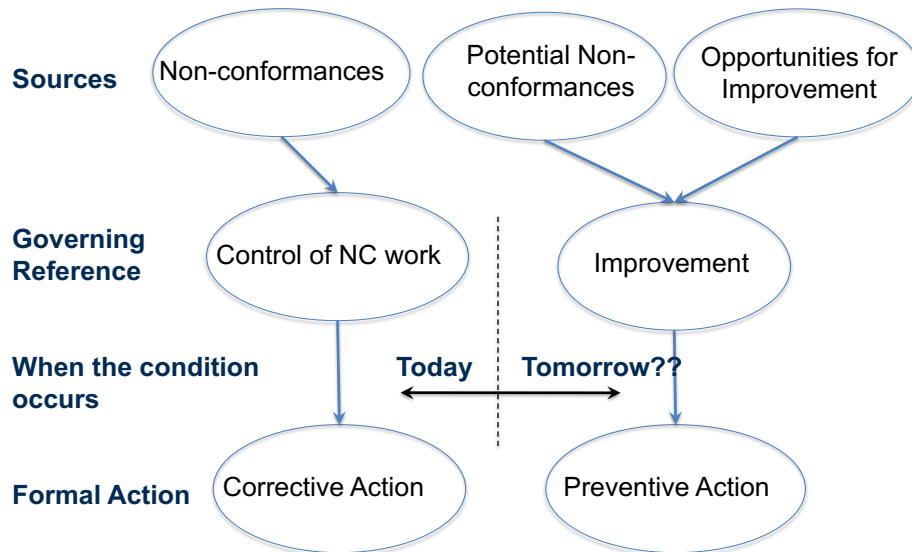 Sources
Non-conformances
Potential Non-
conformances
Opportunities for
Improvement
Governing
Reference
Control of NC work
Improvement
When the condition
occurs
Today
Tomorrow??
Formal Action
Corrective Action
Preventive Action